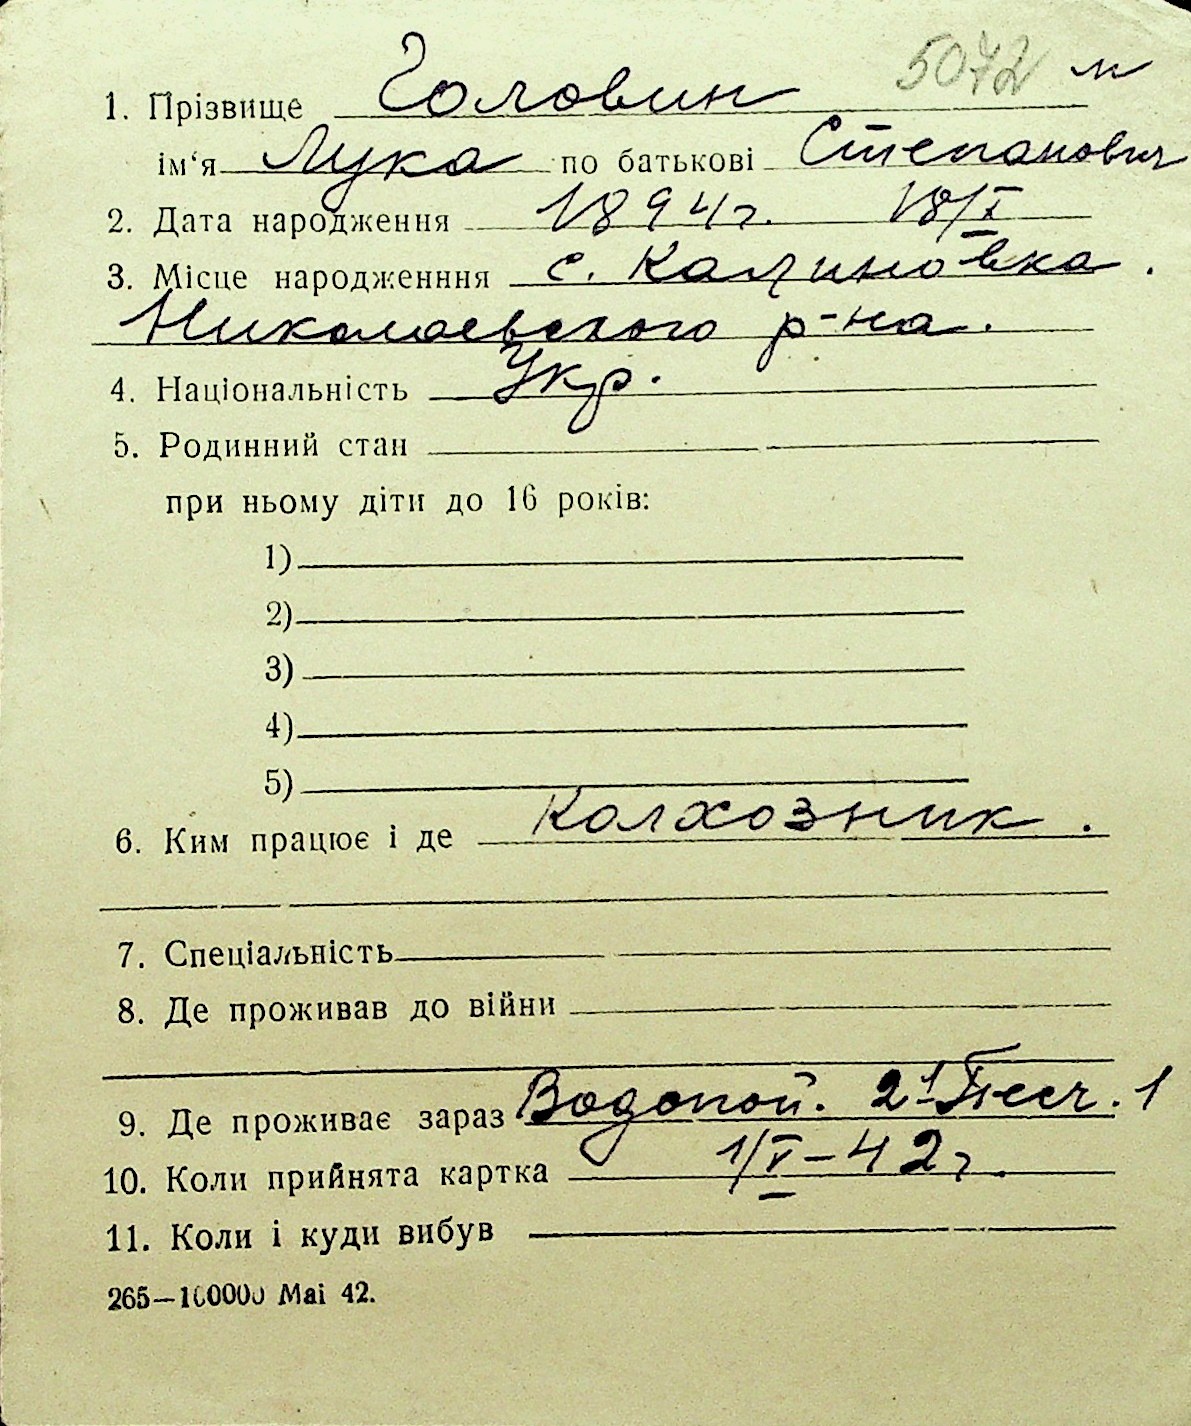 5072 м
1. Прізвище Головин
ім'я Лука по батькові Степанович
2. Дата народження 1894 г. 18/X
3. Місце народженння с. Калиновка.
Николаевского р-на.
4. Національність Укр.
5. Родинний стан
при ньому діти до 16 років:
1)
2)
3)
4)
5)
6. Ким працює і де Колхозник.
7. Спеціальність
8. Де проживав до війни
9. Де проживає зараз Водопой. 2 Песч. 1
10. Коли прийнята картка 1/V-42 г.
11. Коли і куди вибув
265—100000 Mai 42.